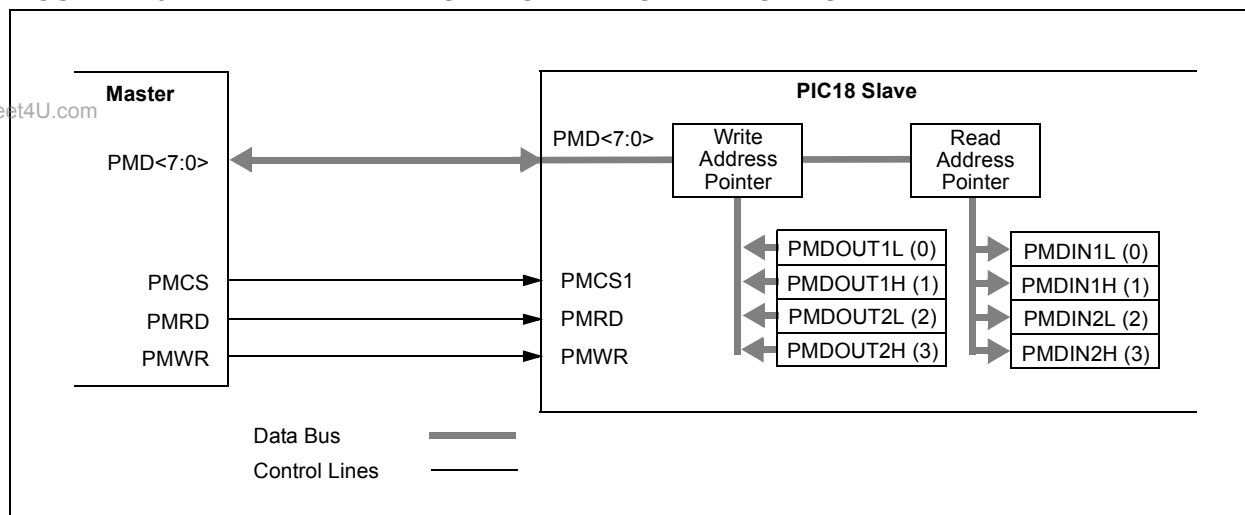 Master
PIC18 Slave
eet4U.com
PMD<7:0>
PMD<7:0>
Write
Address
Pointer
Read
Address
Pointer
PMDOUT1L (0)
PMDOUT1H (1)
PMDOUT2L (2)
PMDOUT2H (3)
PMDIN1L (0)
PMDIN1H (1)
PMDIN2L (2)
PMDIN2H (3)
PMCS
PMRD
PMWR
PMCS1
PMRD
PMWR
Data Bus
Control Lines